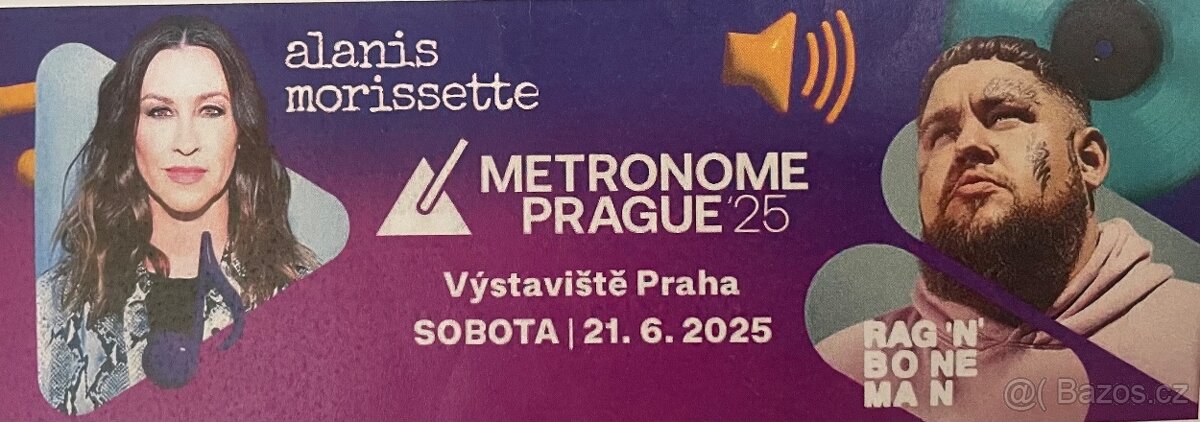 alanis
morissette
METRONOME
PRAGUE '25
Výstaviště Praha
SOBOTA | 21. 6. 2025
RAG 'N'
BO NE
MA N
@( Bazos.cz